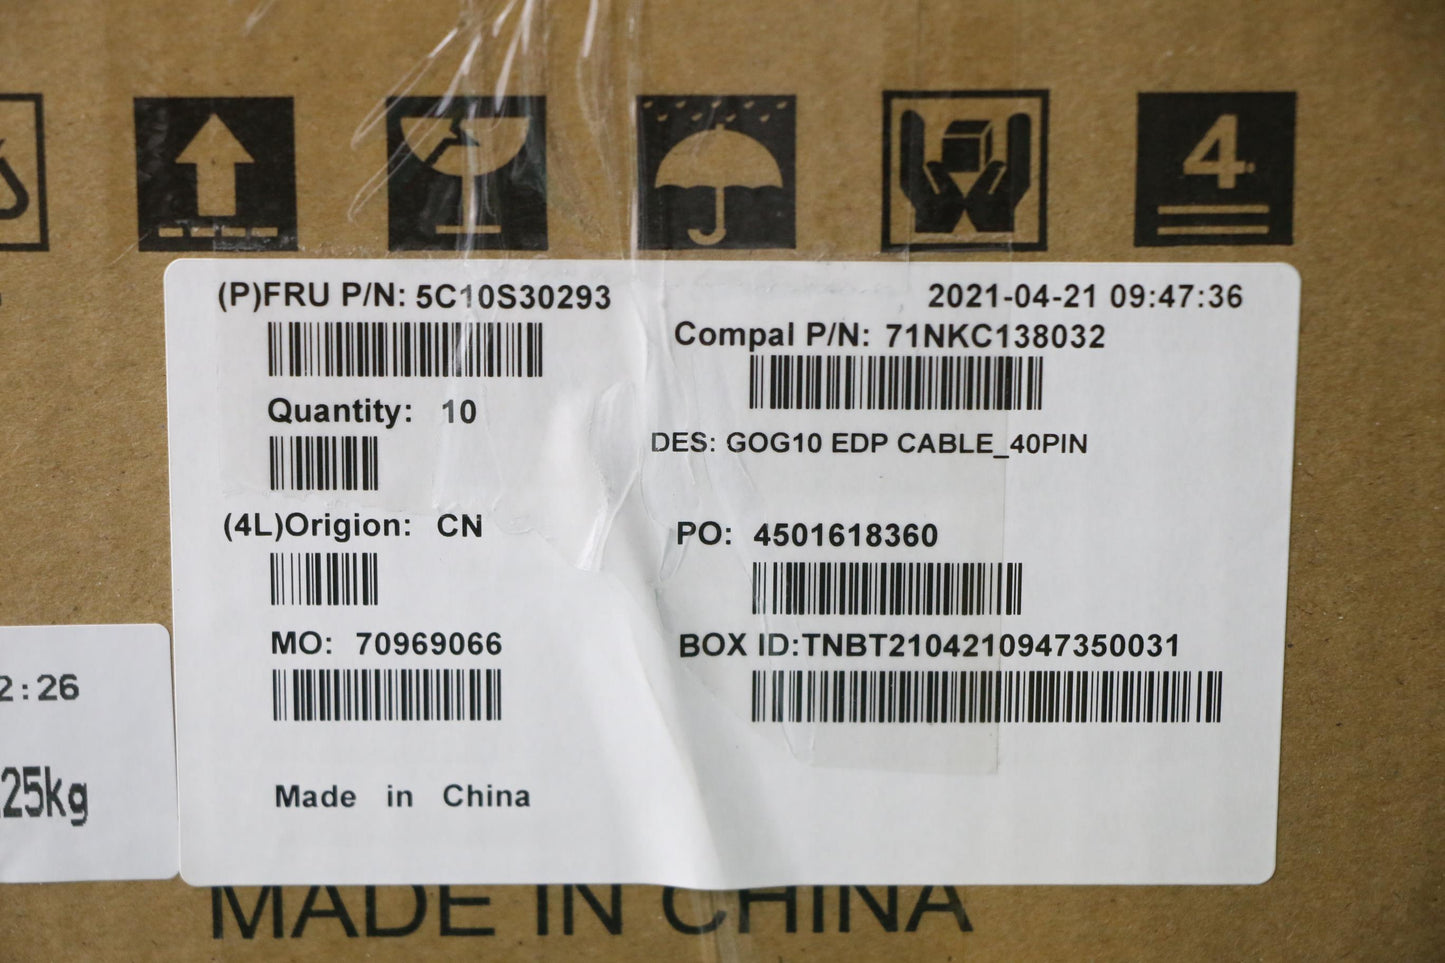 4
(P)FRU P/N: 5C10S30293
2021-04-21 09:47:36
Compal P/N: 71NKC138032
Quantity: 10
DES: GOG10 EDP CABLE_40PIN
(4L)Origion: CN
PO: 4501618360
MO: 70969066
BOX ID:TNBT2104210947350031
2:26
25kg
Made in China
MADE IN CHINA